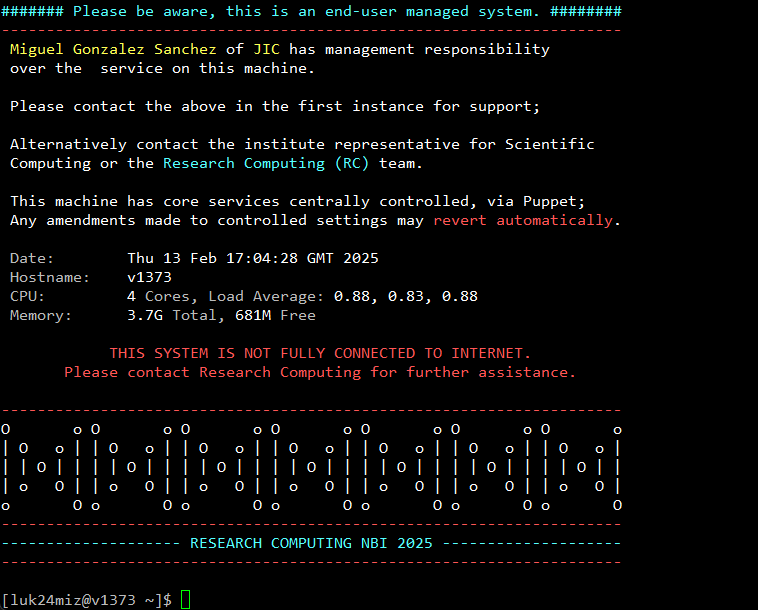 ####### Please be aware, this is an end-user managed system. ########
---------------------------------------------------------------------
 Miguel Gonzalez Sanchez of JIC has management responsibility
 over the  service on this machine.

 Please contact the above in the first instance for support;

 Alternatively contact the institute representative for Scientific
 Computing or the Research Computing (RC) team.

 This machine has core services centrally controlled, via Puppet;
 Any amendments made to controlled settings may revert automatically.

 Date:        Thu 13 Feb 17:04:28 GMT 2025
 Hostname:    v1373
 CPU:         4 Cores, Load Average: 0.88, 0.83, 0.88
 Memory:      3.7G Total, 681M Free

            THIS SYSTEM IS NOT FULLY CONNECTED TO INTERNET.
       Please contact Research Computing for further assistance.

---------------------------------------------------------------------
O       o O       o O       o O       o O       o O       o O       o
| O   o | | O   o | | O   o | | O   o | | O   o | | O   o | | O   o |
| | O | | | | O | | | | O | | | | O | | | | O | | | | O | | | | O | |
| o   O | | o   O | | o   O | | o   O | | o   O | | o   O | | o   O |
o       O o       O o       O o       O o       O o       O o       O
---------------------------------------------------------------------
-------------------- RESEARCH COMPUTING NBI 2025 --------------------
---------------------------------------------------------------------

[luk24miz@v1373 ~]$